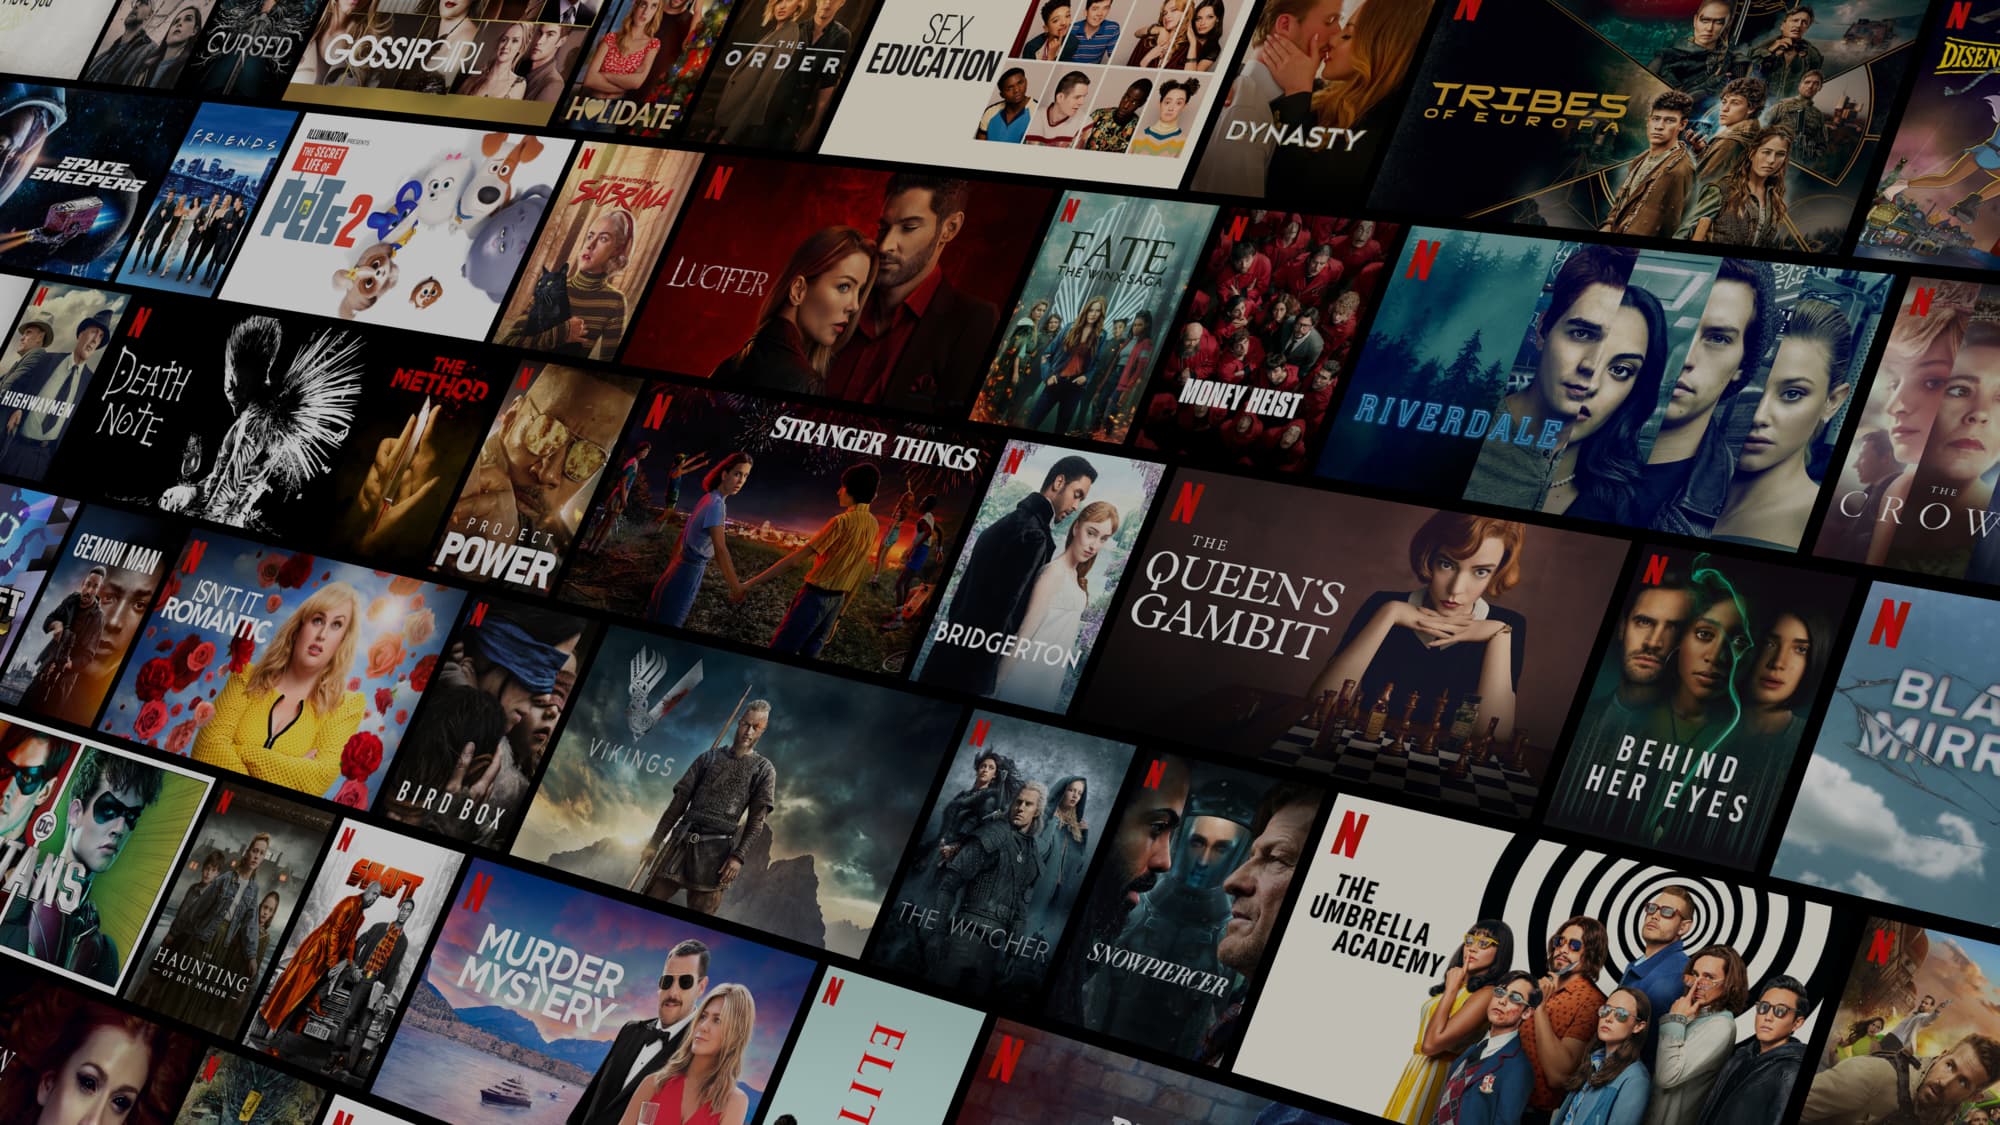 CURSED
GOSSIP GIRL
HOLIDATE
THE
ORDER
SEX
EDUCATION
DYNASTY
N
TRIBES
OF EUROPA
N
SPACE
SWEEPERS
FRIENDS
ILLUMINATION PRESENTS
THE SECRET
LIFE OF
PETS 2
N
SABRINA
N
LUCIFER
N
FATE
THE WINX SAGA
N
MONEY HEIST
N
RIVERDALE
N
THE
CROW
N
HIGHWAYMEN
N
DEATH
NOTE
THE
METHOD
N
PROJECT
POWER
N
STRANGER THINGS
N
BRIDGERTON
N
THE
QUEEN'S
GAMBIT
N
BEHIND
HER EYES
N
BLA
MIRR
GEMINI MAN
N
ISN'T IT
ROMANTIC
N
BIRD BOX
VIKINGS
N
THE WITCHER
N
SNOWPIERCER
N
THE
UMBRELLA
ACADEMY
N
DC
TANS
N
THE
HAUNTING
OF BLY MANOR
N
SHAFT
N
MURDER
MYSTERY
N
ELIT
N
N
N